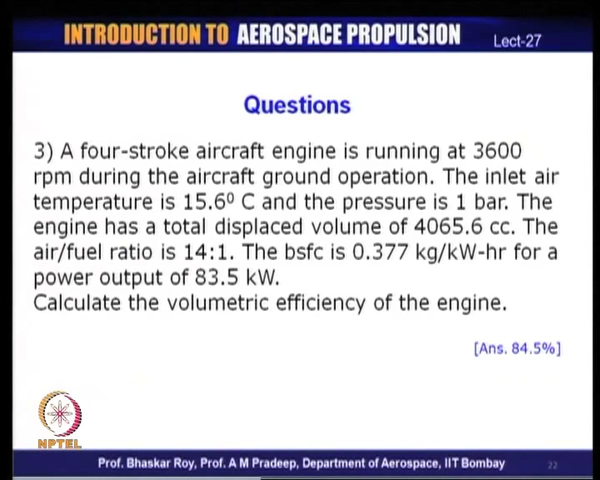 INTRODUCTION TO AEROSPACE PROPULSION Lect-27
Questions
3) A four-stroke aircraft engine is running at 3600
rpm during the aircraft ground operation. The inlet air
temperature is 15.6⁰ C and the pressure is 1 bar. The
engine has a total displaced volume of 4065.6 cc. The
air/fuel ratio is 14:1. The bsfc is 0.377 kg/kW-hr for a
power output of 83.5 kW.
Calculate the volumetric efficiency of the engine.
[Ans. 84.5%]
NPTEL
Prof. Bhaskar Roy, Prof. A M Pradeep, Department of Aerospace, IIT Bombay 22